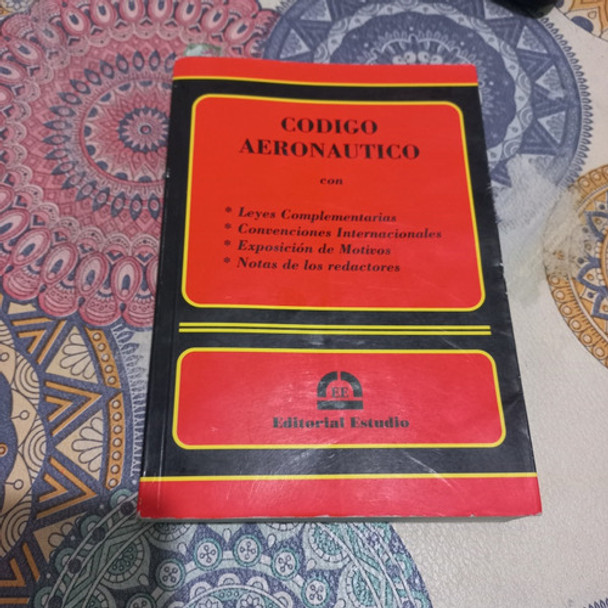 CODIGO
AERONAUTICO
con
* Leyes Complementarias
* Convenciones Internacionales
* Exposición de Motivos
* Notas de los redactores
EE
Editorial Estudio